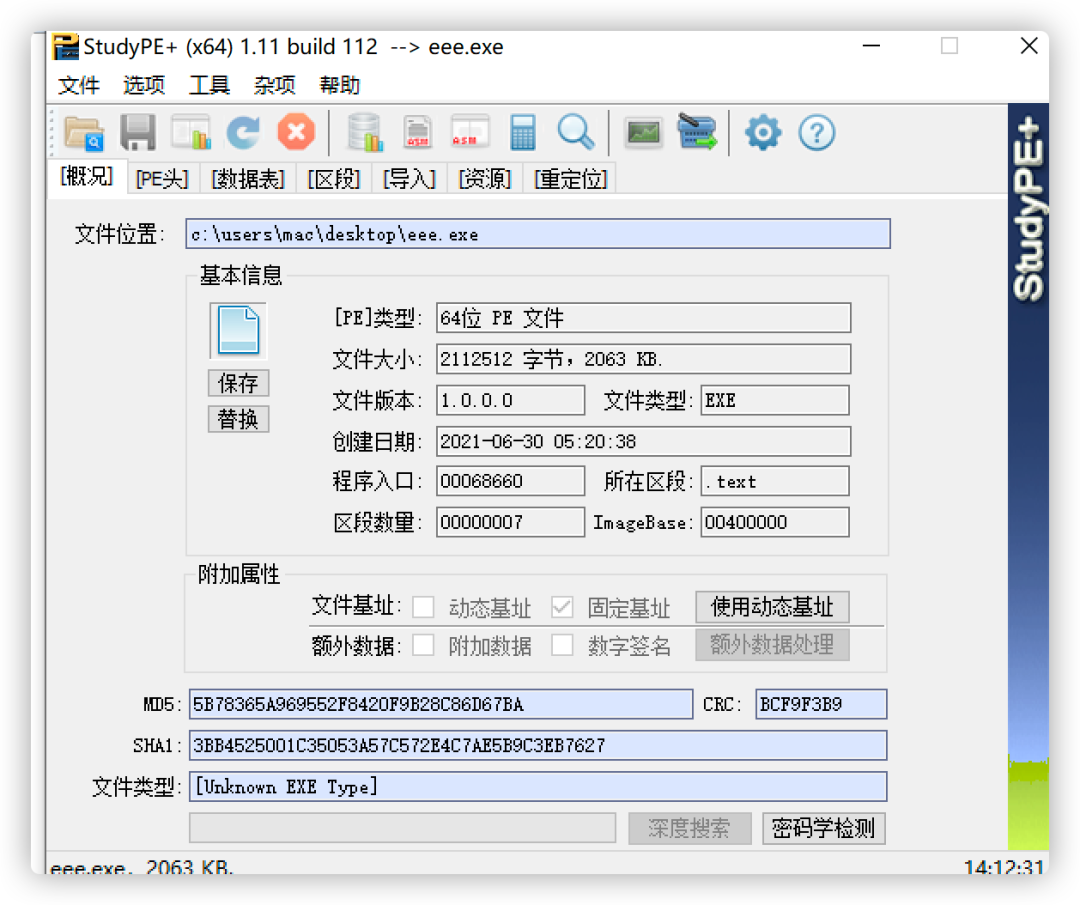 StudyPE+ (x64) 1.11 build 112 --> eee.exe
文件 选项 工具 杂项 帮助
ASM ASM
[概况] [PE头] [数据表] [区段] [导入] [资源] [重定位]
StudyPE+
文件位置: c:\users\mac\desktop\eee.exe
基本信息
[PE]类型: 64位 PE 文件
文件大小: 2112512 字节，2063 KB.
保存
文件版本: 1.0.0.0 文件类型: EXE
替换
创建日期: 2021-06-30 05:20:38
程序入口: 00068660 所在区段: .text
区段数量: 00000007 ImageBase: 00400000
附加属性
文件基址: 动态基址 固定基址 使用动态基址
额外数据: 附加数据 数字签名 额外数据处理
MD5: 5B78365A969552F8420F9B28C86D67BA CRC: BCF9F3B9
SHA1: 3BB4525001C35053A57C572E4C7AE5B9C3EB7627
文件类型: [Unknown EXE Type]
深度搜索 密码学检测
eee.exe, 2063 KB. 14:12:31